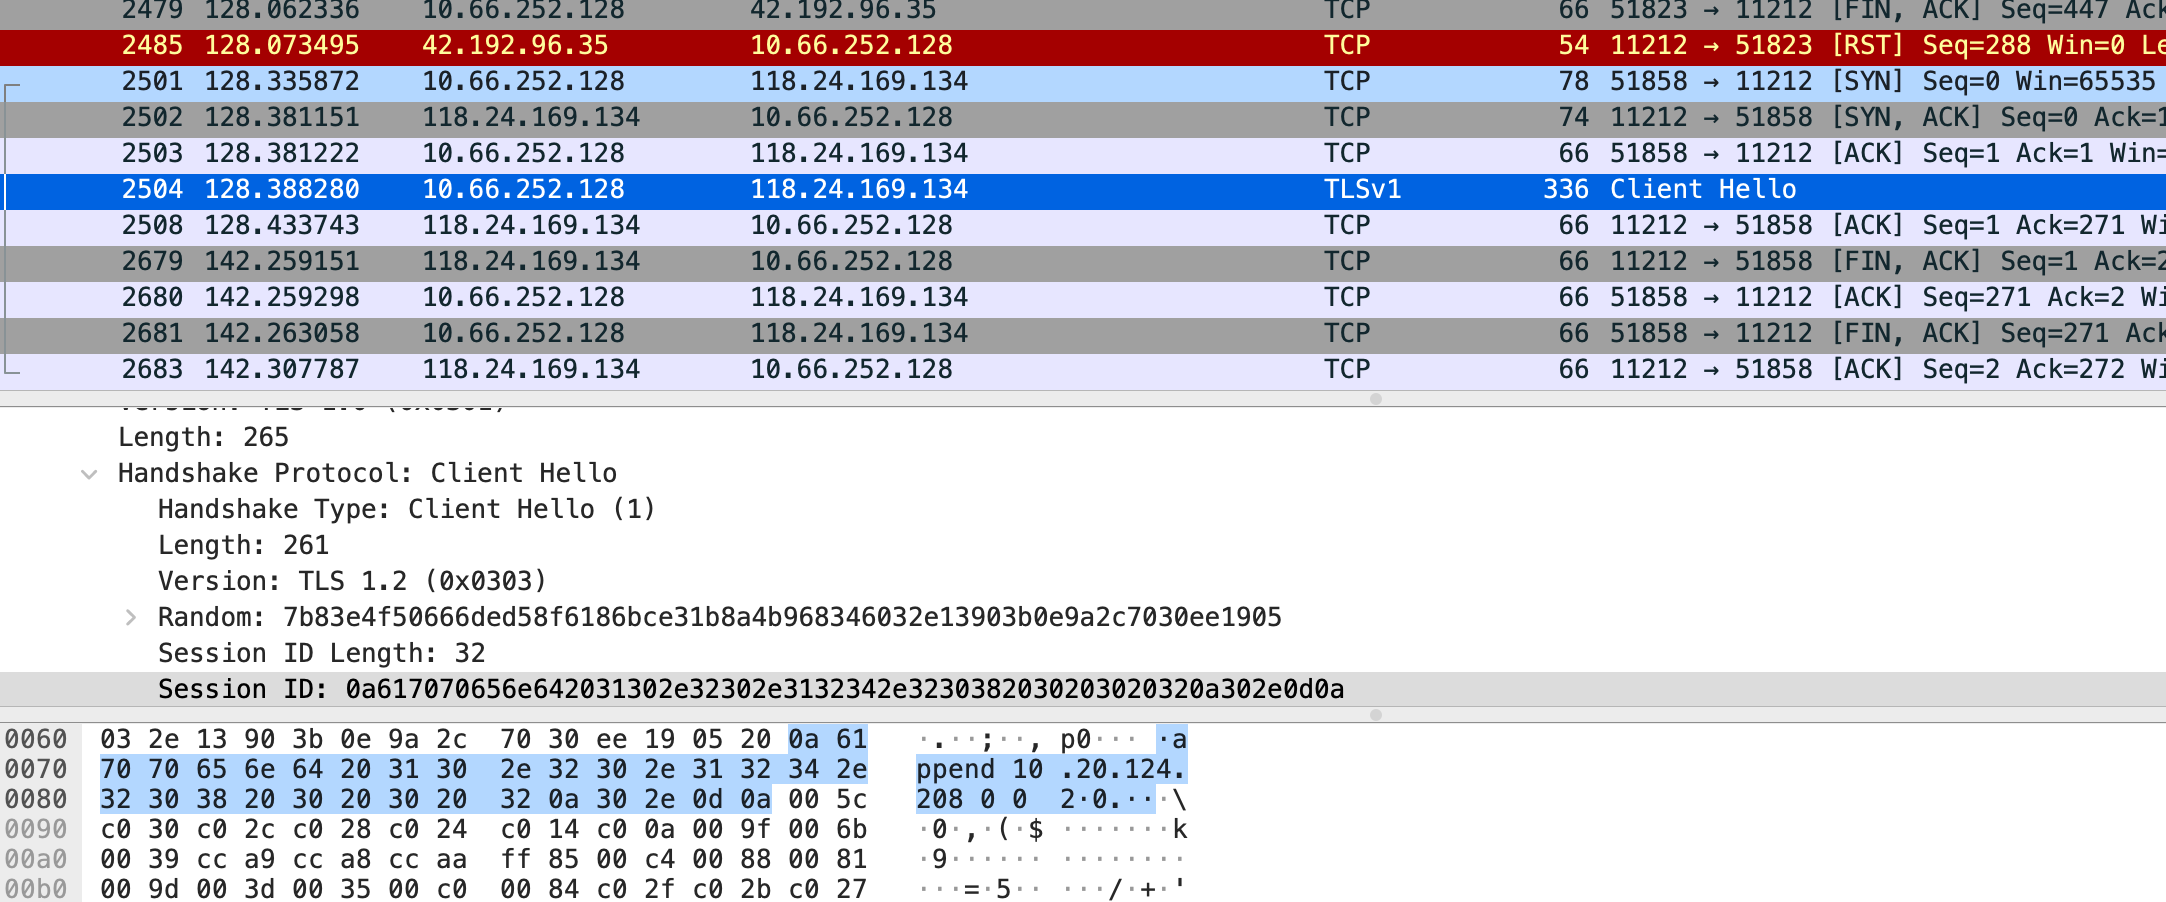 2479 128.062336 10.66.252.128 42.192.96.35 TCP 66 51823 → 11212 [FIN, ACK] Seq=447 Ack
2485 128.073495 42.192.96.35 10.66.252.128 TCP 54 11212 → 51823 [RST] Seq=288 Win=0 Le
2501 128.335872 10.66.252.128 118.24.169.134 TCP 78 51858 → 11212 [SYN] Seq=0 Win=65535
2502 128.381151 118.24.169.134 10.66.252.128 TCP 74 11212 → 51858 [SYN, ACK] Seq=0 Ack=1
2503 128.381222 10.66.252.128 118.24.169.134 TCP 66 51858 → 11212 [ACK] Seq=1 Ack=1 Win=
2504 128.388280 10.66.252.128 118.24.169.134 TLSv1 336 Client Hello
2508 128.433743 118.24.169.134 10.66.252.128 TCP 66 11212 → 51858 [ACK] Seq=1 Ack=271 Wi
2679 142.259151 118.24.169.134 10.66.252.128 TCP 66 11212 → 51858 [FIN, ACK] Seq=1 Ack=2
2680 142.259298 10.66.252.128 118.24.169.134 TCP 66 51858 → 11212 [ACK] Seq=271 Ack=2 Wi
2681 142.263058 10.66.252.128 118.24.169.134 TCP 66 51858 → 11212 [FIN, ACK] Seq=271 Ack
2683 142.307787 118.24.169.134 10.66.252.128 TCP 66 11212 → 51858 [ACK] Seq=2 Ack=272 Wi
Version: TLS 1.0 (0x0301)
Length: 265
Handshake Protocol: Client Hello
Handshake Type: Client Hello (1)
Length: 261
Version: TLS 1.2 (0x0303)
Random: 7b83e4f50666ded58f6186bce31b8a4b968346032e13903b0e9a2c7030ee1905
Session ID Length: 32
Session ID: 0a617070656e642031302e32302e3132342e3230382030203020320a302e0d0a
0060 03 2e 13 90 3b 0e 9a 2c 70 30 ee 19 05 20 0a 61 ·.··;··, p0··· ·a
0070 70 70 65 6e 64 20 31 30 2e 32 30 2e 31 32 34 2e ppend 10 .20.124.
0080 32 30 38 20 30 20 30 20 32 0a 30 2e 0d 0a 00 5c 208 0 0 2·0.···\
0090 c0 30 c0 2c c0 28 c0 24 c0 14 c0 0a 00 9f 00 6b ·0·,·(·$ ·······k
00a0 00 39 cc a9 cc a8 cc aa ff 85 00 c4 00 88 00 81 ·9······ ········
00b0 00 9d 00 3d 00 35 00 c0 00 84 c0 2f c0 2b c0 27 ···=·5·· ···/·+·'